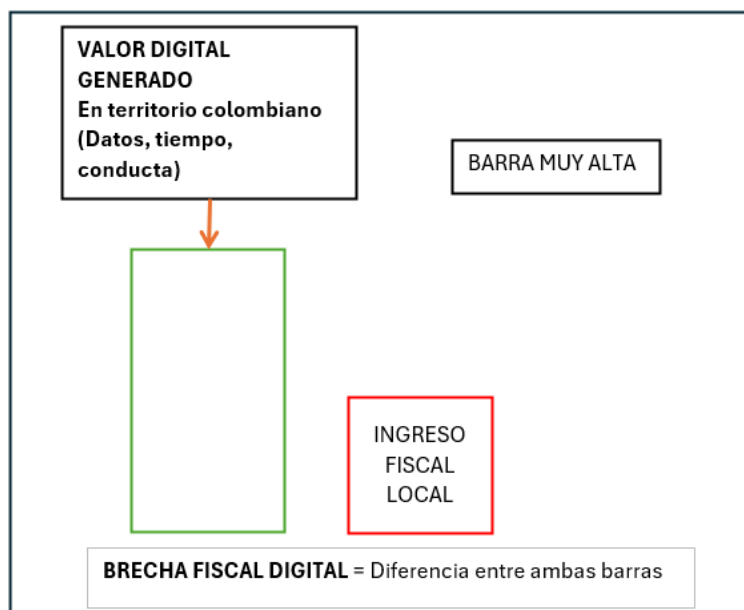 VALOR DIGITAL
GENERADO
En territorio colombiano
(Datos, tiempo,
conducta)
BARRA MUY ALTA
INGRESO
FISCAL
LOCAL
BRECHA FISCAL DIGITAL = Diferencia entre ambas barras